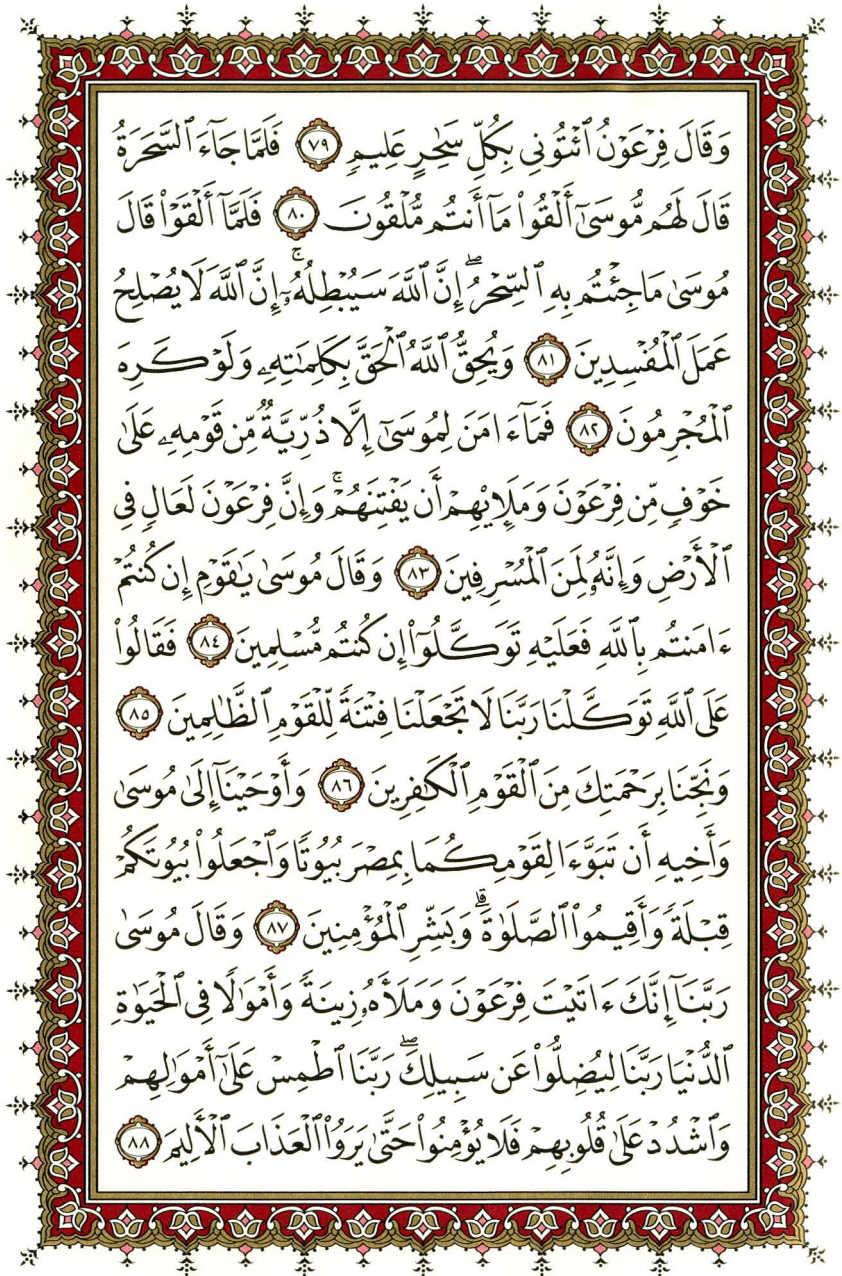 وَقَالَ فِرْعَوْنُ ٱئْتُونِى بِكُلِّ سَٰحِرٍ عَلِيمٍ ٧٩ فَلَمَّا جَآءَ ٱلسَّحَرَةُ
قَالَ لَهُم مُّوسَىٰٓ أَلْقُوا۟ مَآ أَنتُم مُّلْقُونَ ٨٠ فَلَمَّآ أَلْقَوْا۟ قَالَ
مُوسَىٰ مَا جِئْتُم بِهِ ٱلسِّحْرُ ۖ إِنَّ ٱللَّهَ سَيُبْطِلُهُۥٓ ۚ إِنَّ ٱللَّهَ لَا يُصْلِحُ
عَمَلَ ٱلْمُفْسِدِينَ ٨١ وَيُحِقُّ ٱللَّهُ ٱلْحَقَّ بِكَلِمَٰتِهِۦ وَلَوْ كَرِهَ
ٱلْمُجْرِمُونَ ٨٢ فَمَآ ءَامَنَ لِمُوسَىٰٓ إِلَّا ذُرِّيَّةٌ مِّن قَوْمِهِۦ عَلَىٰ
خَوْفٍ مِّن فِرْعَوْنَ وَمَلَإِي۟هِمْ أَن يَفْتِنَهُمْ ۚ وَإِنَّ فِرْعَوْنَ لَعَالٍ فِى
ٱلْأَرْضِ وَإِنَّهُۥ لَمِنَ ٱلْمُسْرِفِينَ ٨٣ وَقَالَ مُوسَىٰ يَٰقَوْمِ إِن كُنتُمْ
ءَامَنتُم بِٱللَّهِ فَعَلَيْهِ تَوَكَّلُوٓا۟ إِن كُنتُم مُّسْلِمِينَ ٨٤ فَقَالُوا۟
عَلَى ٱللَّهِ تَوَكَّلْنَا رَبَّنَا لَا تَجْعَلْنَا فِتْنَةً لِّلْقَوْمِ ٱلظَّٰلِمِينَ ٨٥
وَنَجِّنَا بِرَحْمَتِكَ مِنَ ٱلْقَوْمِ ٱلْكَٰفِرِينَ ٨٦ وَأَوْحَيْنَآ إِلَىٰ مُوسَىٰ
وَأَخِيهِ أَن تَبَوَّءَا لِقَوْمِكُمَا بِمِصْرَ بُيُوتًا وَٱجْعَلُوا۟ بُيُوتَكُمْ
قِبْلَةً وَأَقِيمُوا۟ ٱلصَّلَوٰةَ ۗ وَبَشِّرِ ٱلْمُؤْمِنِينَ ٨٧ وَقَالَ مُوسَىٰ
رَبَّنَآ إِنَّكَ ءَاتَيْتَ فِرْعَوْنَ وَمَلَأَهُۥ زِينَةً وَأَمْوَٰلًا فِى ٱلْحَيَوٰةِ
ٱلدُّنْيَا رَبَّنَا لِيُضِلُّوا۟ عَن سَبِيلِكَ ۖ رَبَّنَا ٱطْمِسْ عَلَىٰٓ أَمْوَٰلِهِمْ
وَٱشْدُدْ عَلَىٰ قُلُوبِهِمْ فَلَا يُؤْمِنُوا۟ حَتَّىٰ يَرَوُا۟ ٱلْعَذَابَ ٱلْأَلِيمَ ٨٨